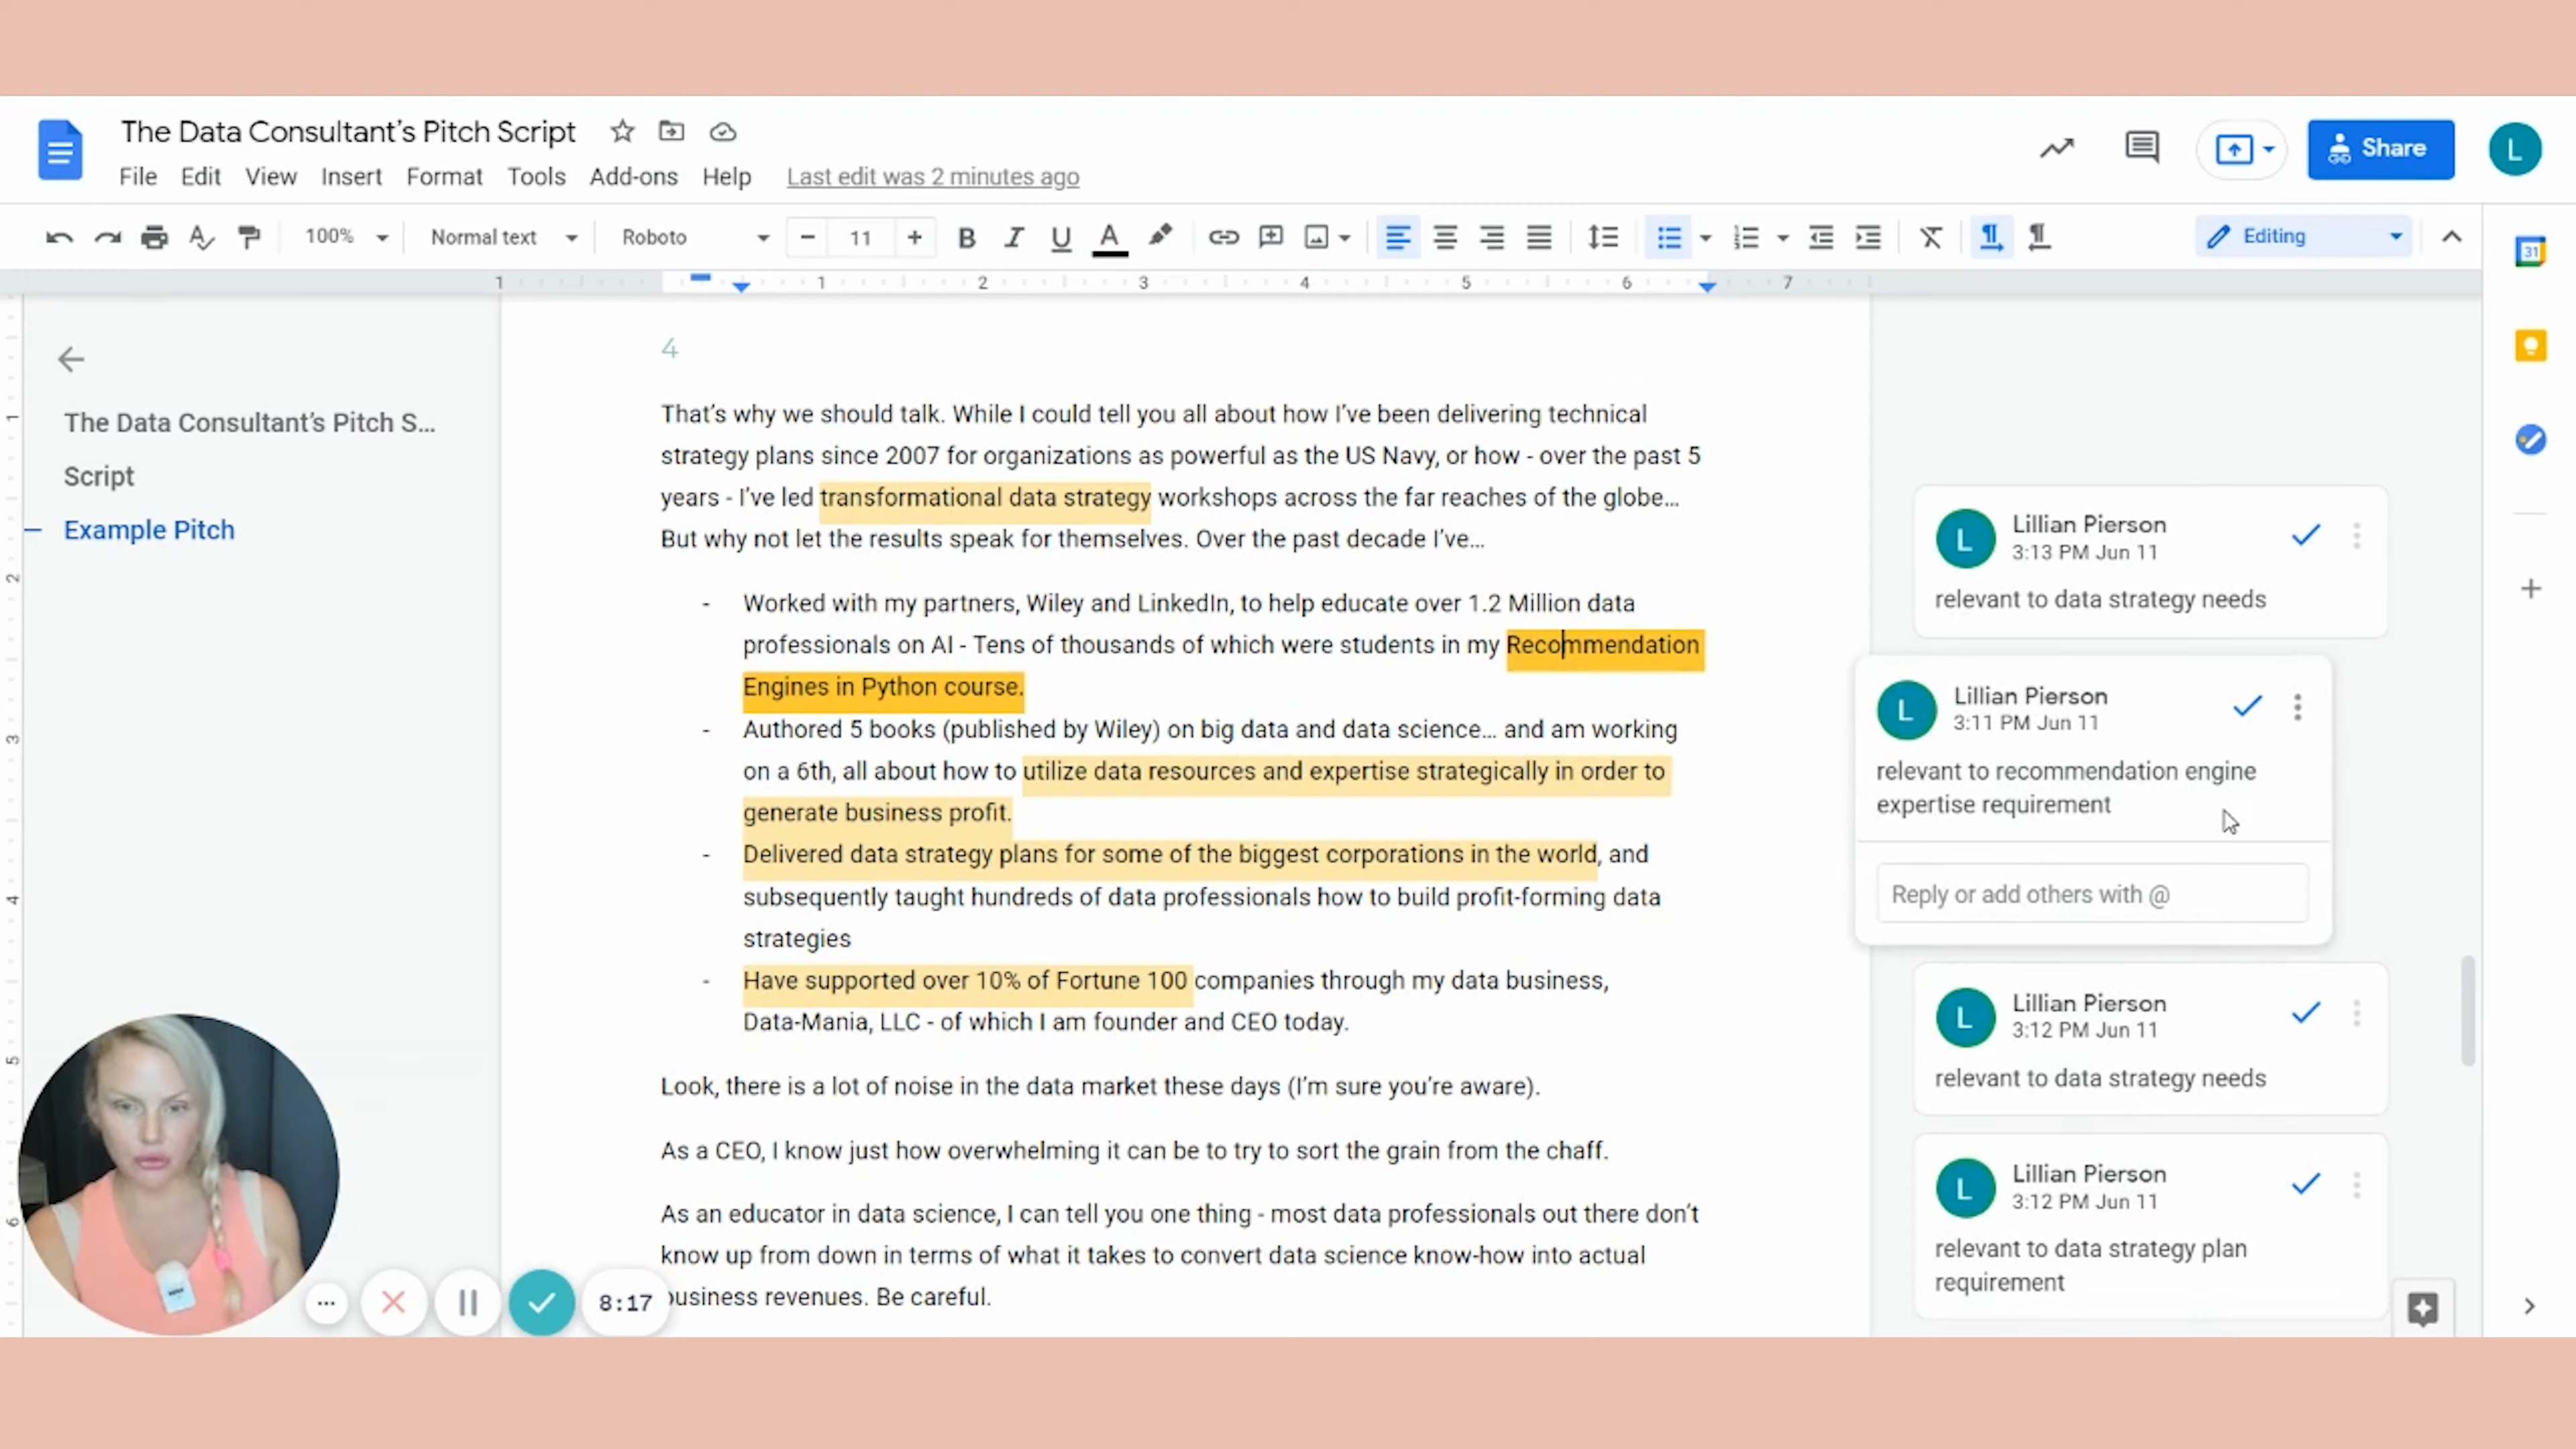 The Data Consultant’s Pitch Script
File Edit View Insert Format Tools Add-ons Help Last edit was 2 minutes ago
Share
L
100% Normal text Roboto 11 B I U A Editing
31
1 1 2 3 4 5 6 7
The Data Consultant’s Pitch S...
Script
Example Pitch
1
2
3
4
5
6
4
That’s why we should talk. While I could tell you all about how I’ve been delivering technical
strategy plans since 2007 for organizations as powerful as the US Navy, or how - over the past 5
years - I’ve led transformational data strategy workshops across the far reaches of the globe…
But why not let the results speak for themselves. Over the past decade I’ve…
- Worked with my partners, Wiley and LinkedIn, to help educate over 1.2 Million data
professionals on AI - Tens of thousands of which were students in my Recommendation
Engines in Python course.
- Authored 5 books (published by Wiley) on big data and data science… and am working
on a 6th, all about how to utilize data resources and expertise strategically in order to
generate business profit.
- Delivered data strategy plans for some of the biggest corporations in the world, and
subsequently taught hundreds of data professionals how to build profit-forming data
strategies
- Have supported over 10% of Fortune 100 companies through my data business,
Data-Mania, LLC - of which I am founder and CEO today.
Look, there is a lot of noise in the data market these days (I’m sure you’re aware).
As a CEO, I know just how overwhelming it can be to try to sort the grain from the chaff.
As an educator in data science, I can tell you one thing - most data professionals out there don’t
know up from down in terms of what it takes to convert data science know-how into actual
business revenues. Be careful.
L
Lillian Pierson
3:13 PM Jun 11
relevant to data strategy needs
L
Lillian Pierson
3:11 PM Jun 11
relevant to recommendation engine
expertise requirement
Reply or add others with @
L
Lillian Pierson
3:12 PM Jun 11
relevant to data strategy needs
L
Lillian Pierson
3:12 PM Jun 11
relevant to data strategy plan
requirement
8:17